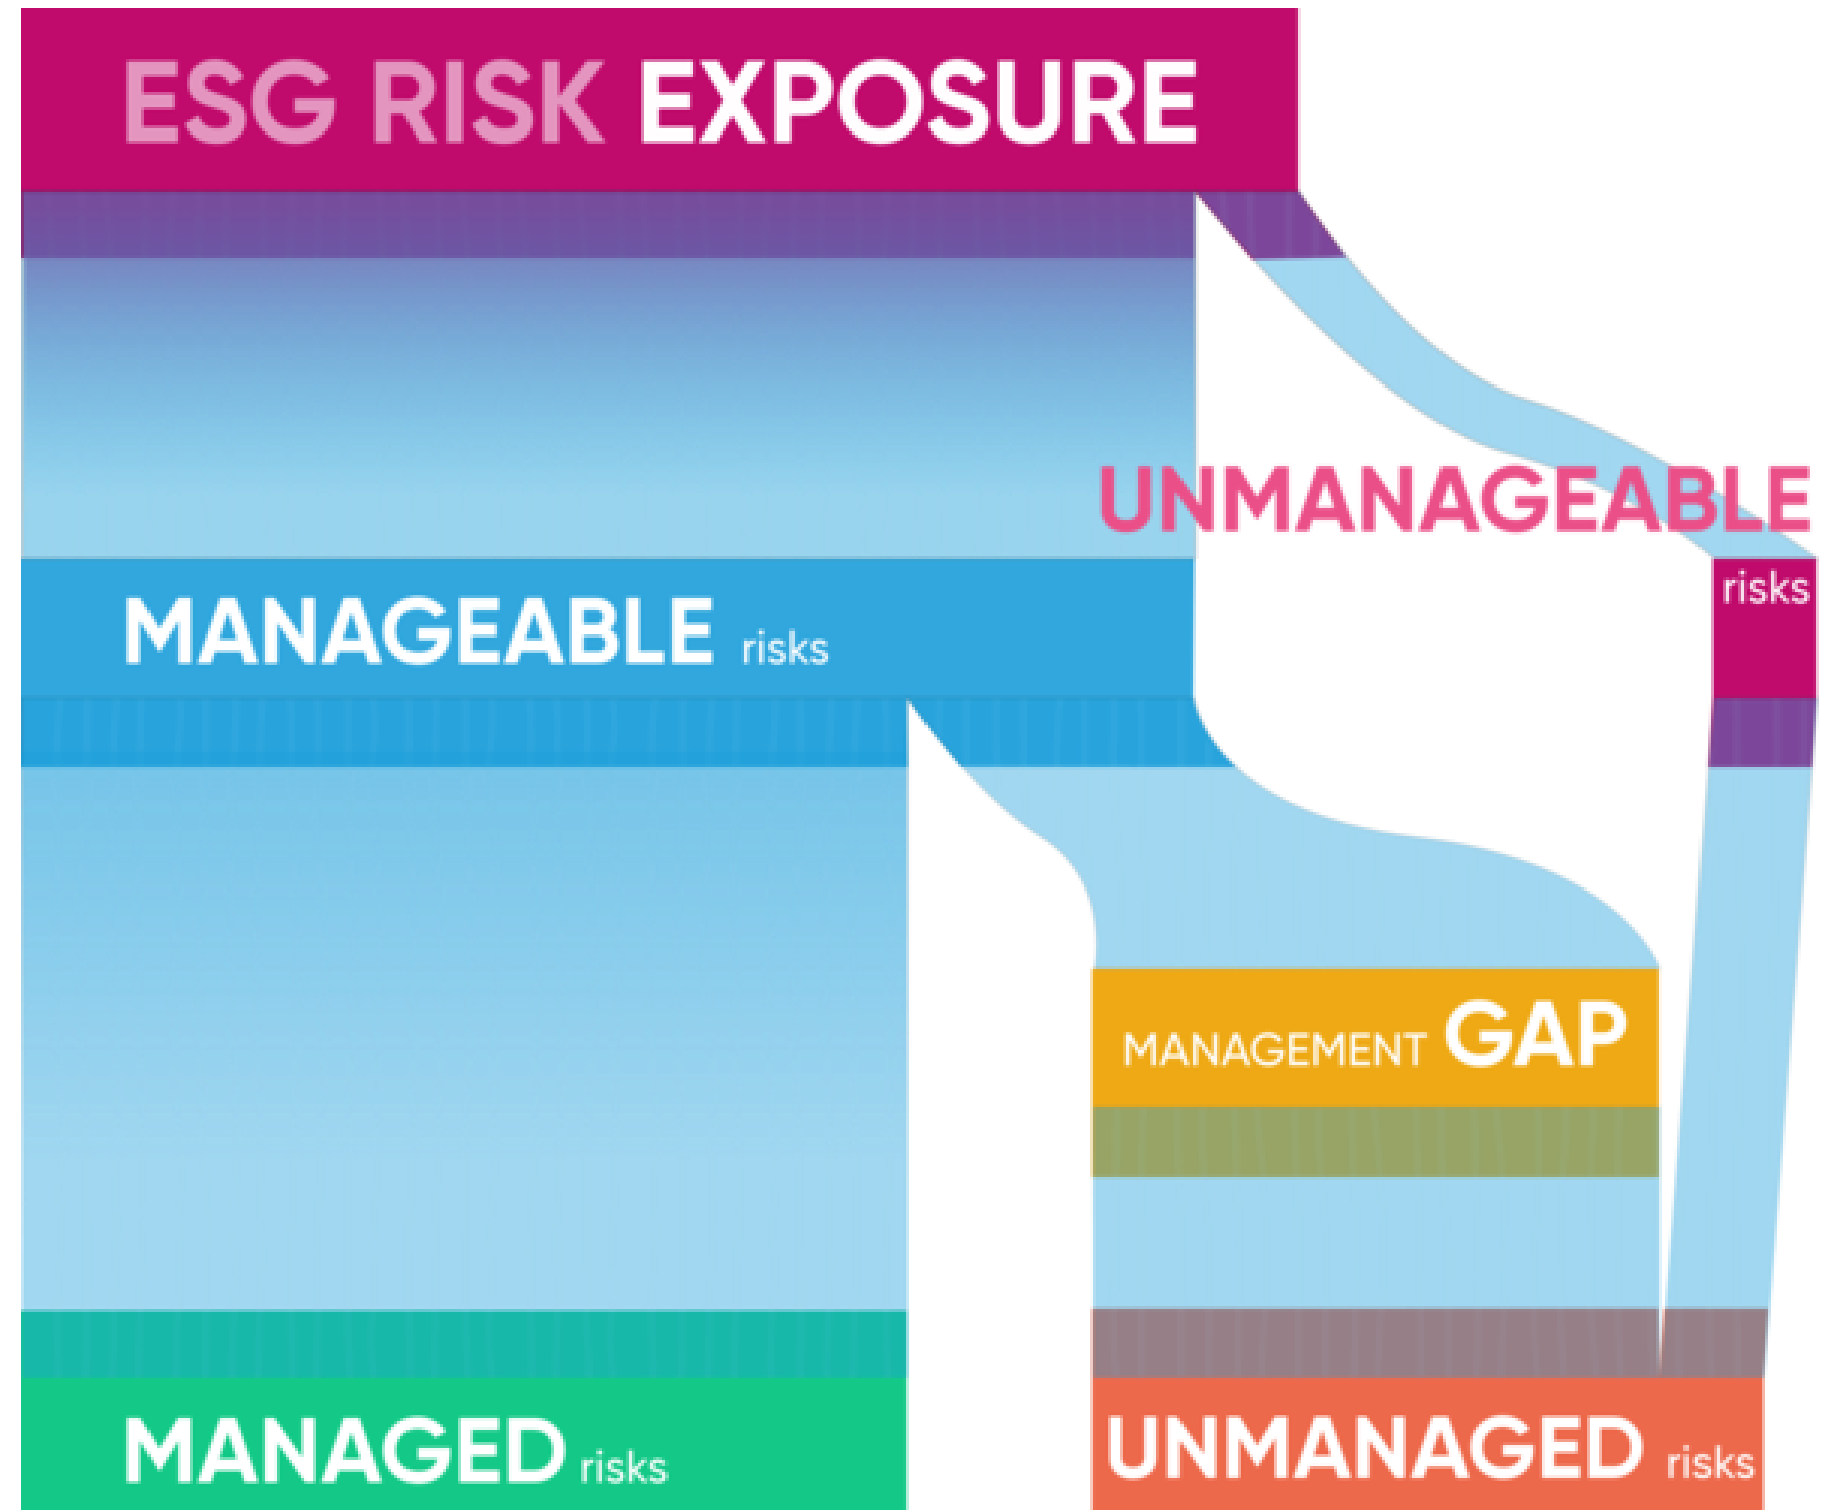 ESG RISK EXPOSURE
UNMANAGEABLE
risks
MANAGEABLE risks
MANAGEMENT GAP
MANAGED risks
UNMANAGED risks